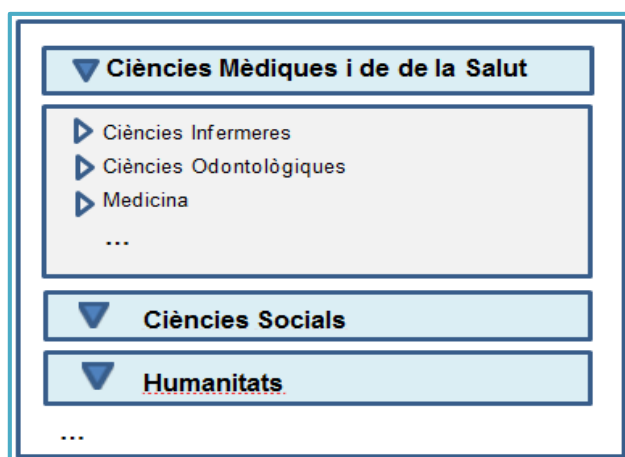 Ciències Mèdiques i de de la Salut
Ciències Infermeres
Ciències Odontològiques
Medicina
...
Ciències Socials
Humanitats
...